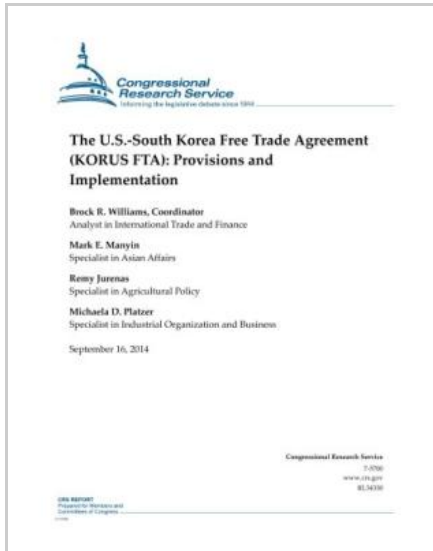 Congressional
Research Service
Informing the legislative debate since 1914
The U.S.-South Korea Free Trade Agreement
(KORUS FTA): Provisions and
Implementation
Brock R. Williams, Coordinator
Analyst in International Trade and Finance
Mark E. Manyin
Specialist in Asian Affairs
Remy Jurenas
Specialist in Agricultural Policy
Michaela D. Platzer
Specialist in Industrial Organization and Business
September 16, 2014
Congressional Research Service
7-5700
www.crs.gov
RL34330
CRS REPORT
Prepared for Members and
Committees of Congress